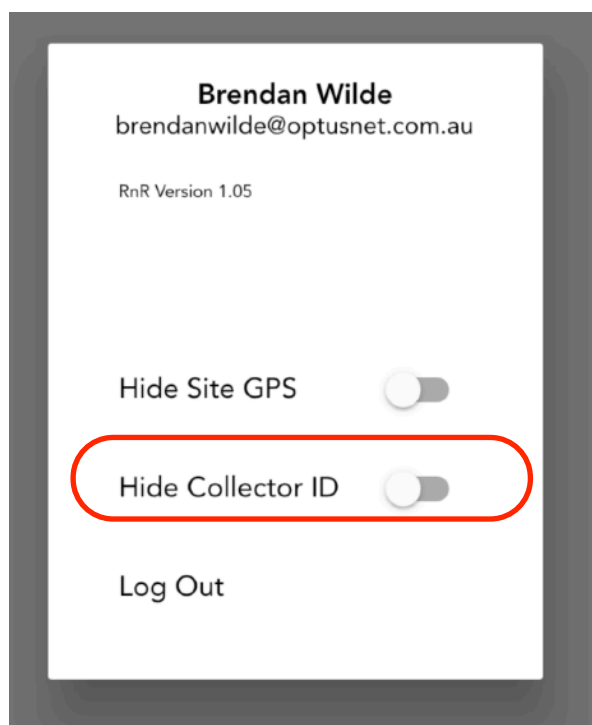 Brendan Wilde
brendanwilde@optusnet.com.au
RnR Version 1.05
Hide Site GPS
Hide Collector ID
Log Out